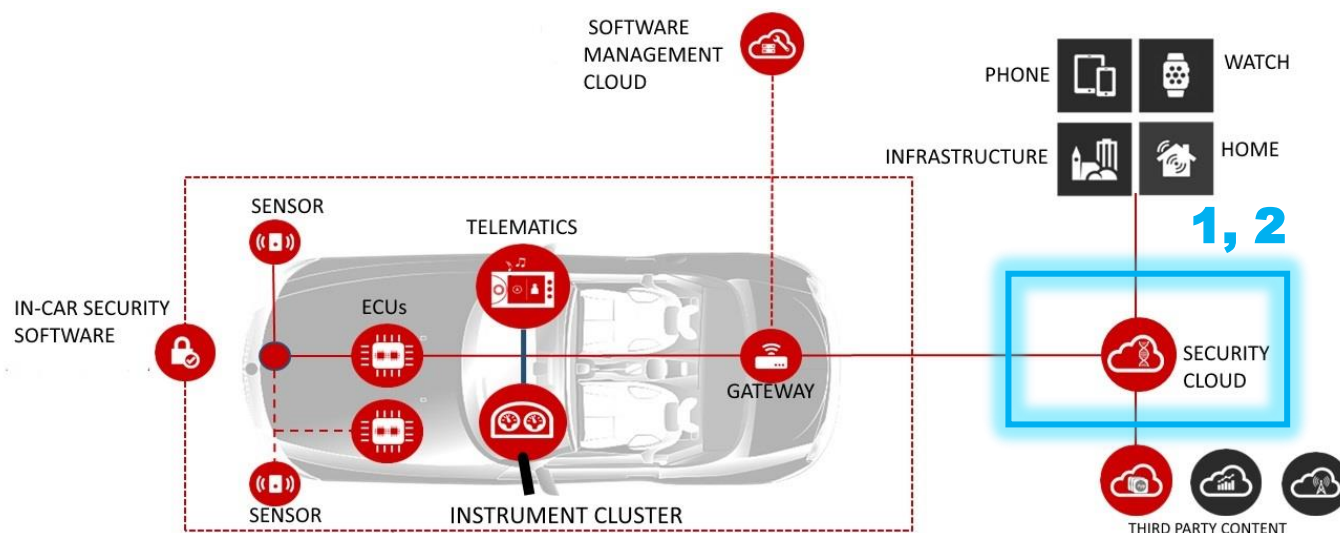 SOFTWARE
MANAGEMENT
CLOUD
PHONE
WATCH
INFRASTRUCTURE
HOME
1, 2
SENSOR
TELEMATICS
IN-CAR SECURITY
SOFTWARE
ECUs
GATEWAY
SECURITY
CLOUD
SENSOR
INSTRUMENT CLUSTER
THIRD PARTY CONTENT